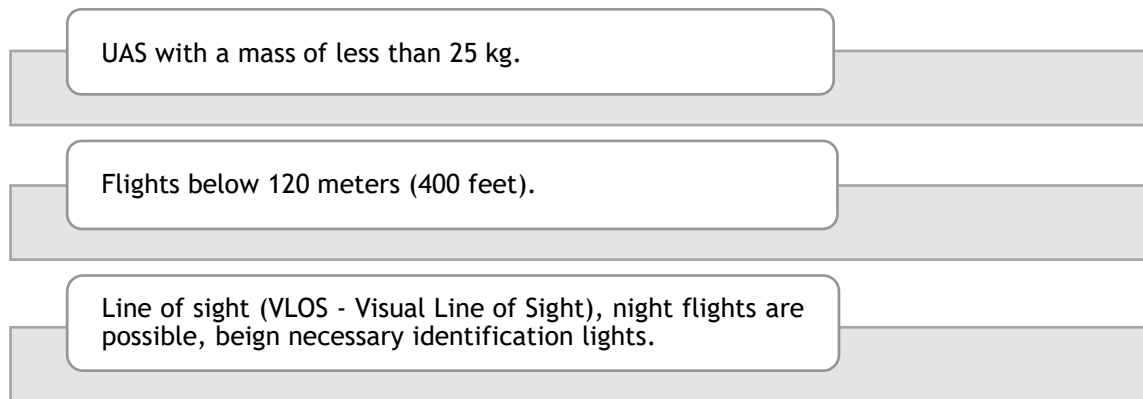 UAS with a mass of less than 25 kg.
Flights below 120 meters (400 feet).
Line of sight (VLOS - Visual Line of Sight), night flights are
possible, beign necessary identification lights.